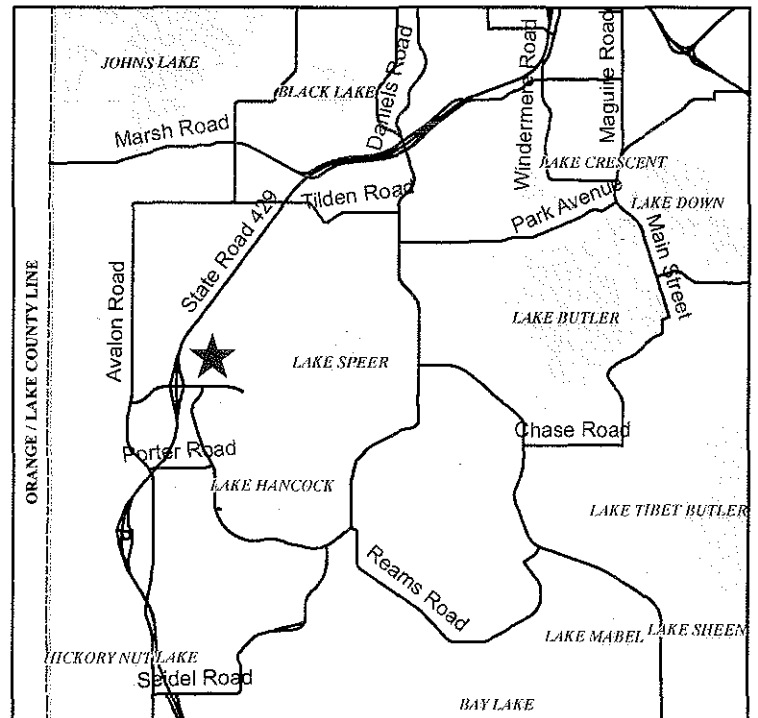 JOHNS LAKE
BLACK LAKE
Daniels Road
Windermere Road
Maguire Road
Marsh Road
LAKE CRESCENT
Tilden Road
Park Avenue
LAKE DOWN
State Road 429
Main Street
ORANGE / LAKE COUNTY LINE
Avalon Road
LAKE BUTLER
LAKE SPEER
Chase Road
Porter Road
LAKE HANCOCK
LAKE TIBET BUTLER
Reams Road
LAKE MABEL
LAKE SHEEN
HICKORY NUT LAKE
Seidel Road
BAY LAKE